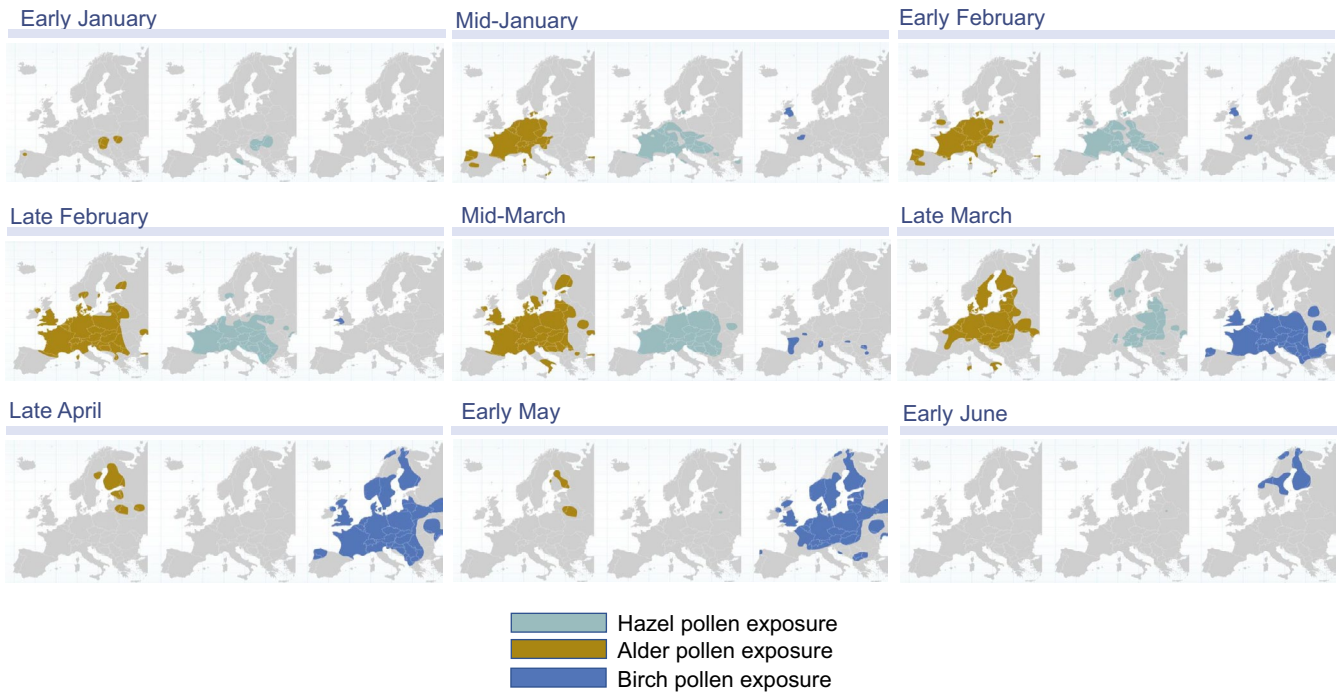 Early January
Mid-January
Early February
Late February
Mid-March
Late March
Late April
Early May
Early June
Hazel pollen exposure
Alder pollen exposure
Birch pollen exposure